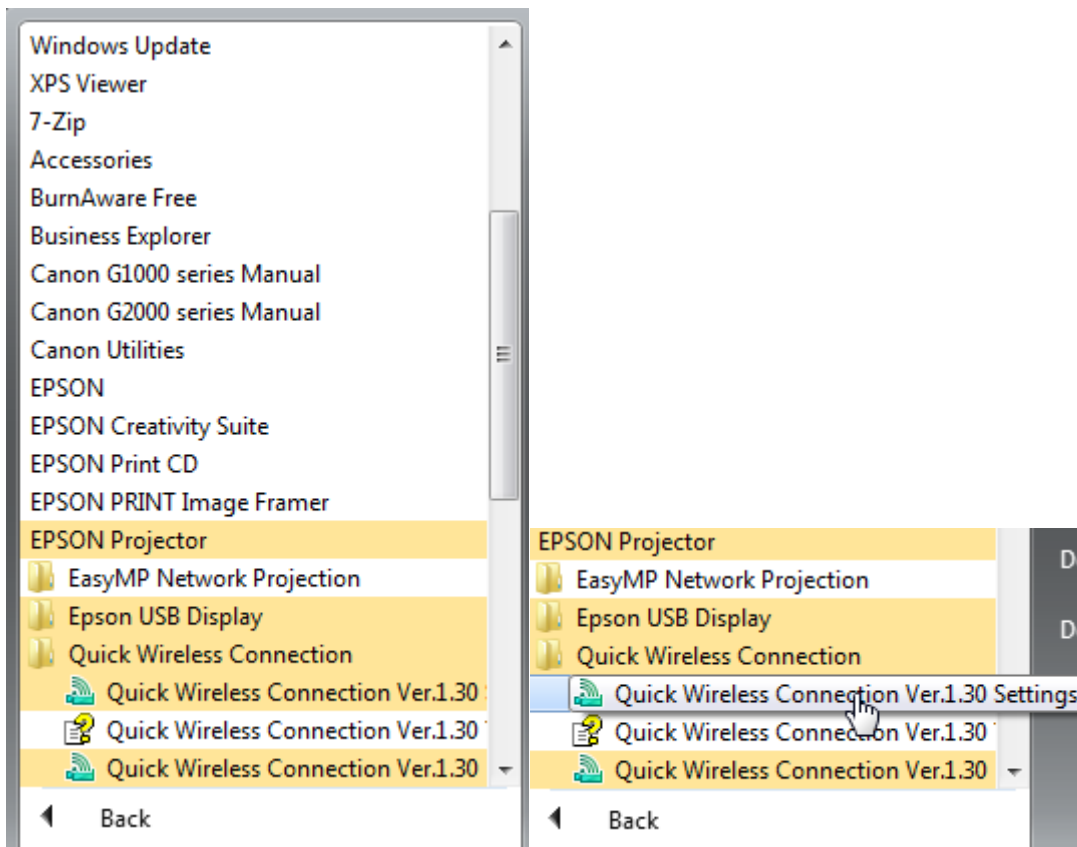 Windows Update
XPS Viewer
7-Zip
Accessories
BurnAware Free
Business Explorer
Canon G1000 series Manual
Canon G2000 series Manual
Canon Utilities
EPSON
EPSON Creativity Suite
EPSON Print CD
EPSON PRINT Image Framer
EPSON Projector
EasyMP Network Projection
Epson USB Display
Quick Wireless Connection
Quick Wireless Connection Ver.1.30
Quick Wireless Connection Ver.1.30
Quick Wireless Connection Ver.1.30
Back
EPSON Projector
EasyMP Network Projection
Epson USB Display
Quick Wireless Connection
Quick Wireless Connection Ver.1.30 Settings
Quick Wireless Connection Ver.1.30
Quick Wireless Connection Ver.1.30
Back